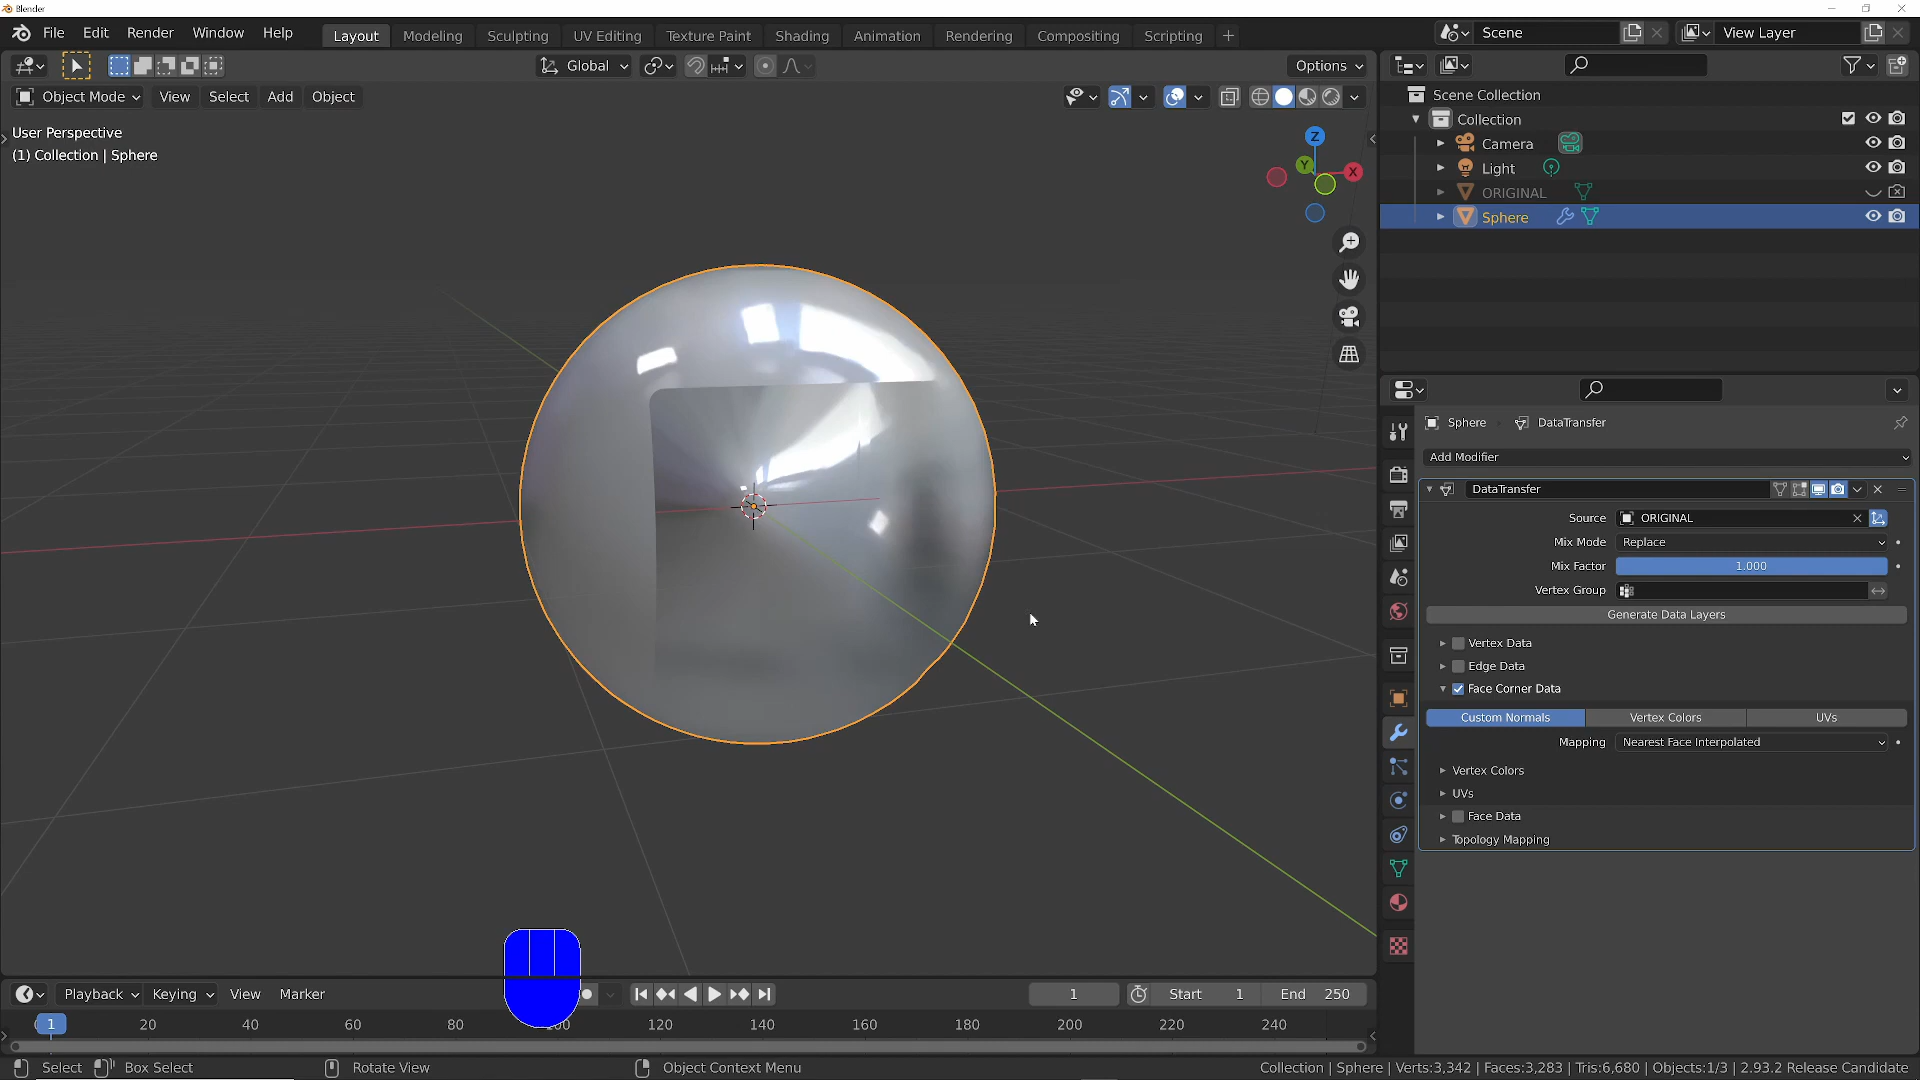 Blender
File Edit Render Window Help Layout Modeling Sculpting UV Editing Texture Paint Shading Animation Rendering Compositing Scripting + Scene View Layer
Global Options
Object Mode View Select Add Object
User Perspective
(1) Collection | Sphere
Z
Y X
Scene Collection
Collection
Camera
Light
ORIGINAL
Sphere
Sphere DataTransfer
Add Modifier
DataTransfer
Source ORIGINAL
Mix Mode Replace
Mix Factor 1.000
Vertex Group
Generate Data Layers
Vertex Data
Edge Data
Face Corner Data
Custom Normals Vertex Colors UVs
Mapping Nearest Face Interpolated
Vertex Colors
UVs
Face Data
Topology Mapping
Playback Keying View Marker 1 Start 1 End 250
1 20 40 60 80 120 140 160 180 200 220 240
Select Box Select Rotate View Object Context Menu Collection | Sphere | Verts:3,342 | Faces:3,283 | Tris:6,680 | Objects:1/3 | 2.93.2 Release Candidate